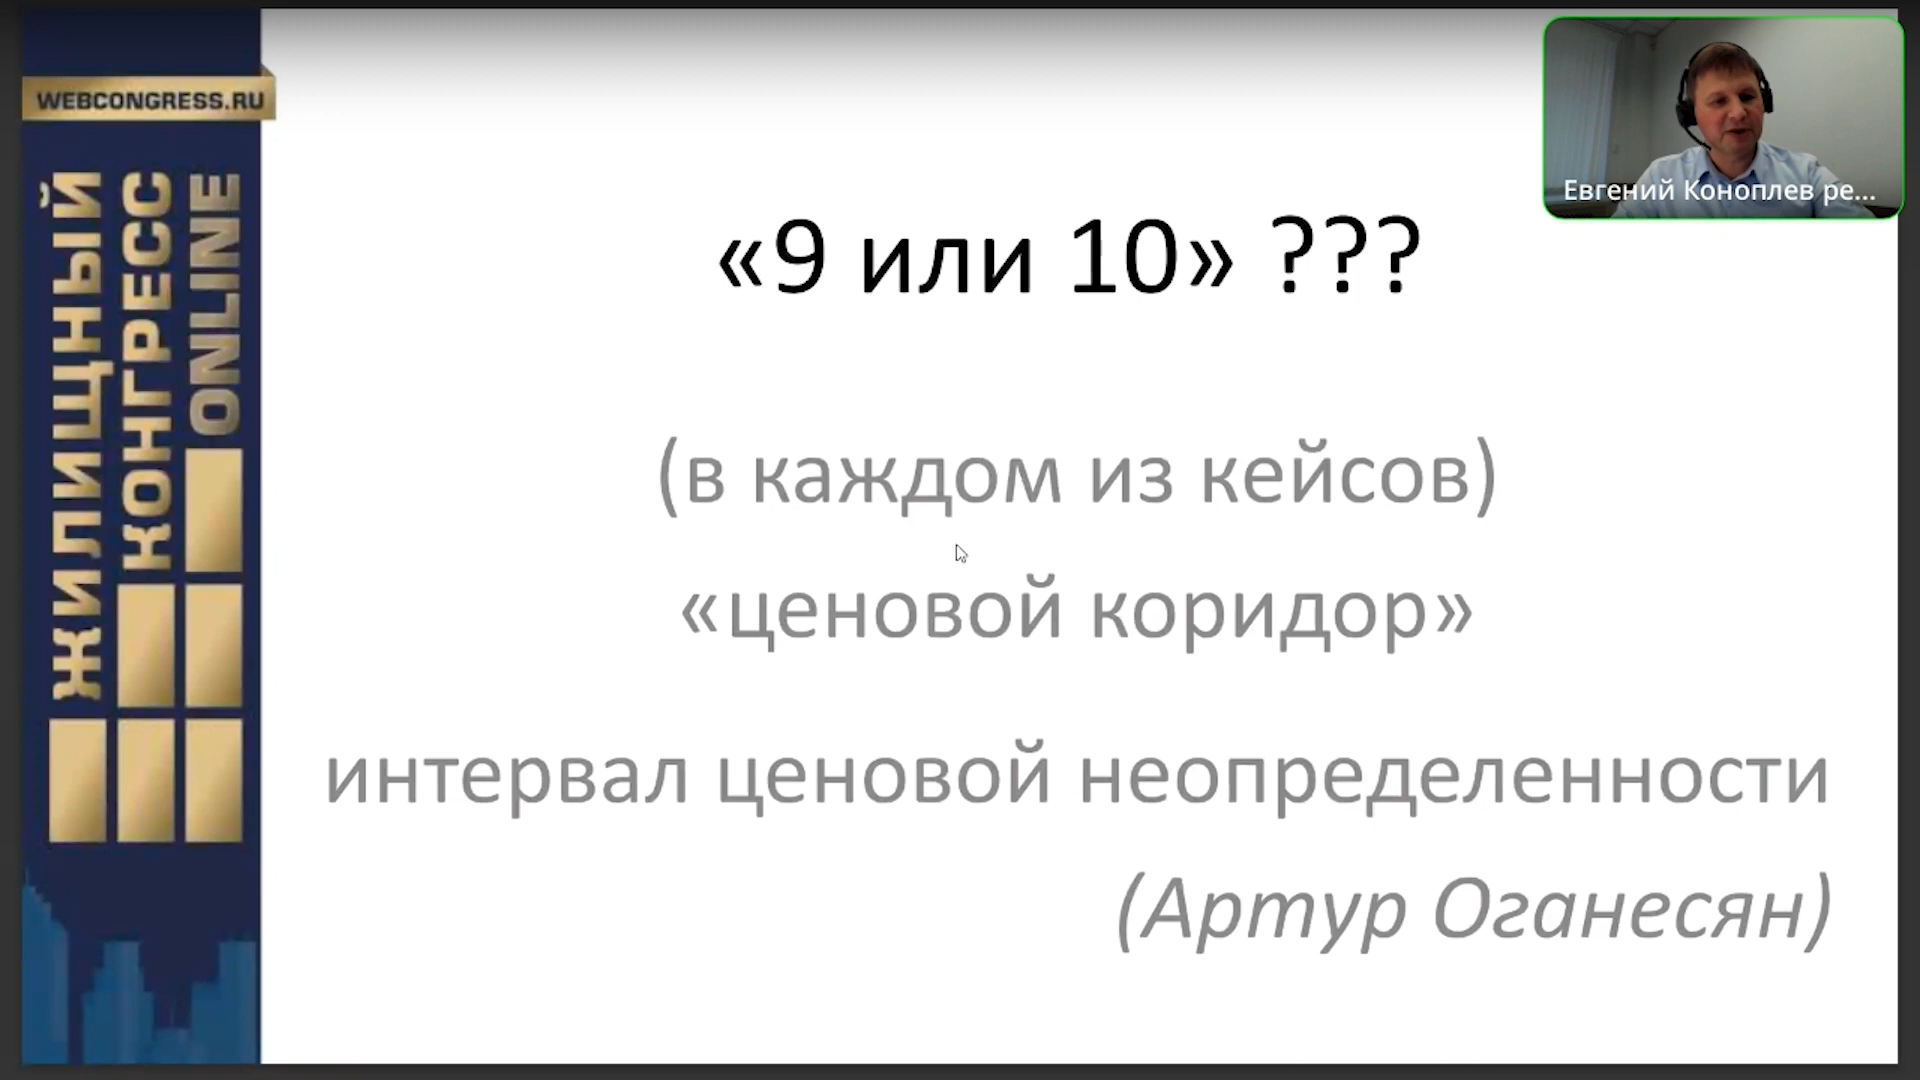 WEBCONGRESS.RU
ЖИЛИЩНЫЙ
КОНГРЕСС
ONLINE
Евгений Коноплев ре...
«9 или 10» ???
(в каждом из кейсов)
«ценовой коридор»
интервал ценовой неопределенности
(Артур Оганесян)